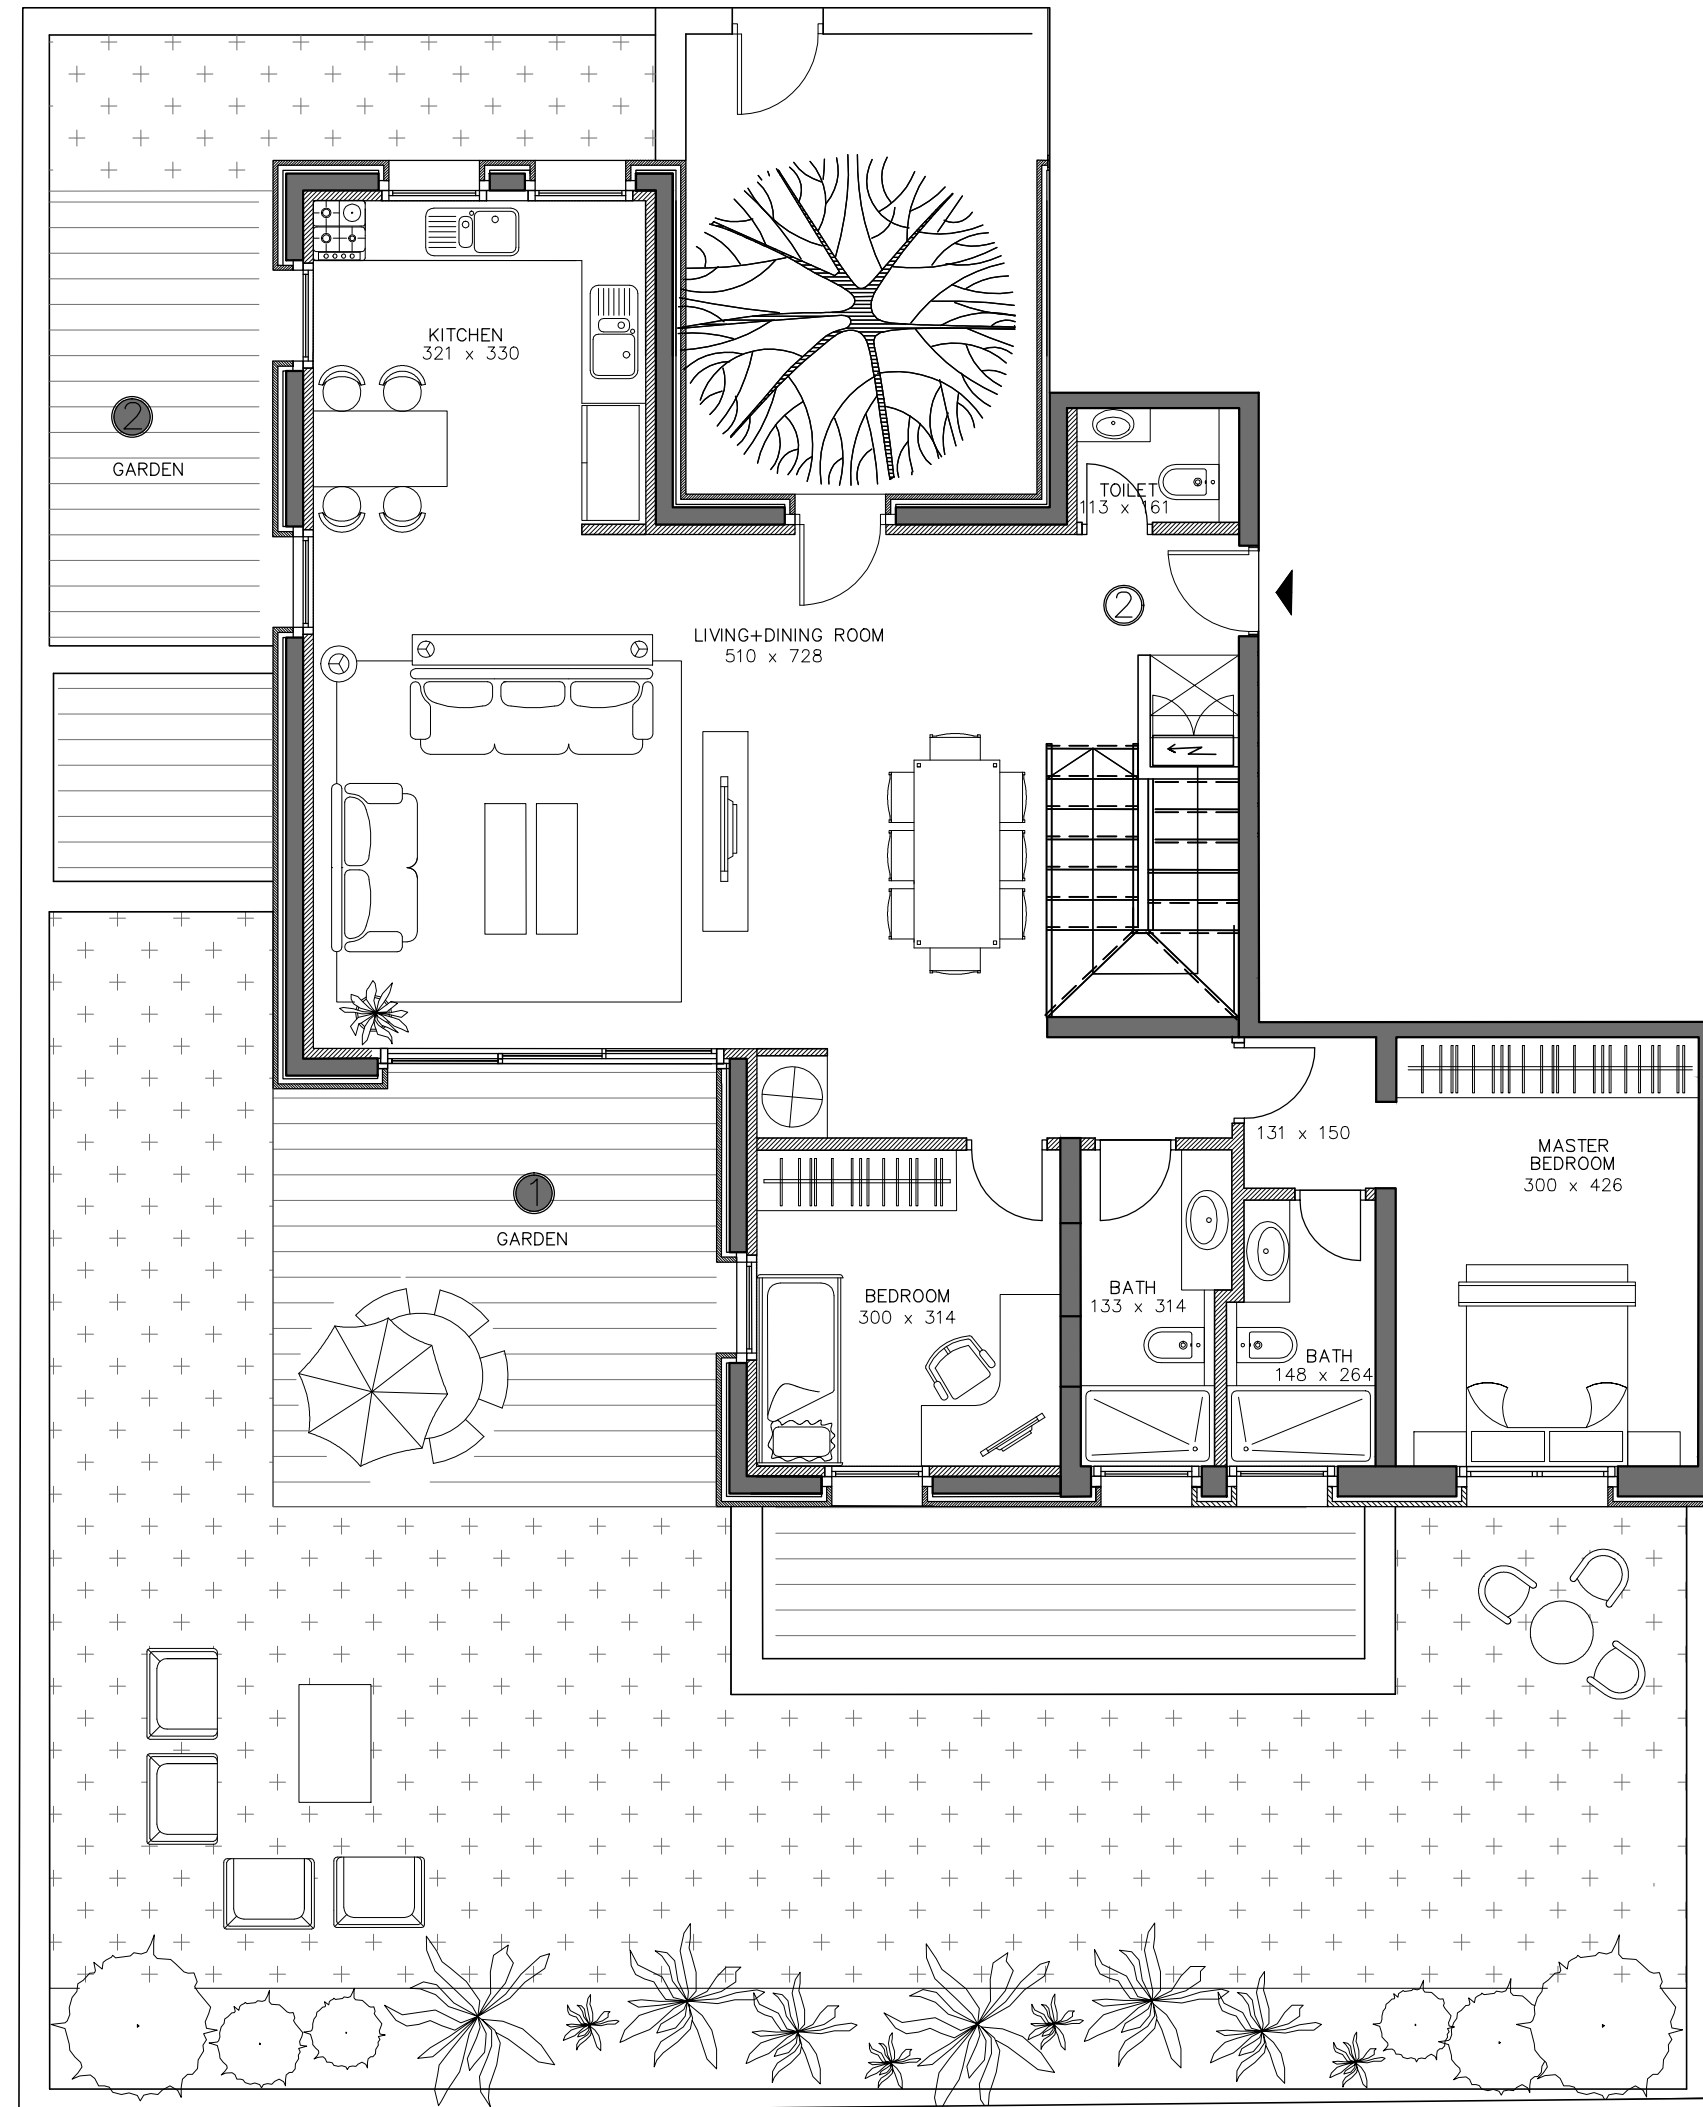 KITCHEN
321 x 330
2
GARDEN
TOILET
113 x 161
2
LIVING+DINING ROOM
510 x 728
131 x 150
MASTER
BEDROOM
300 x 426
1
GARDEN
BEDROOM
300 x 314
BATH
133 x 314
BATH
148 x 264